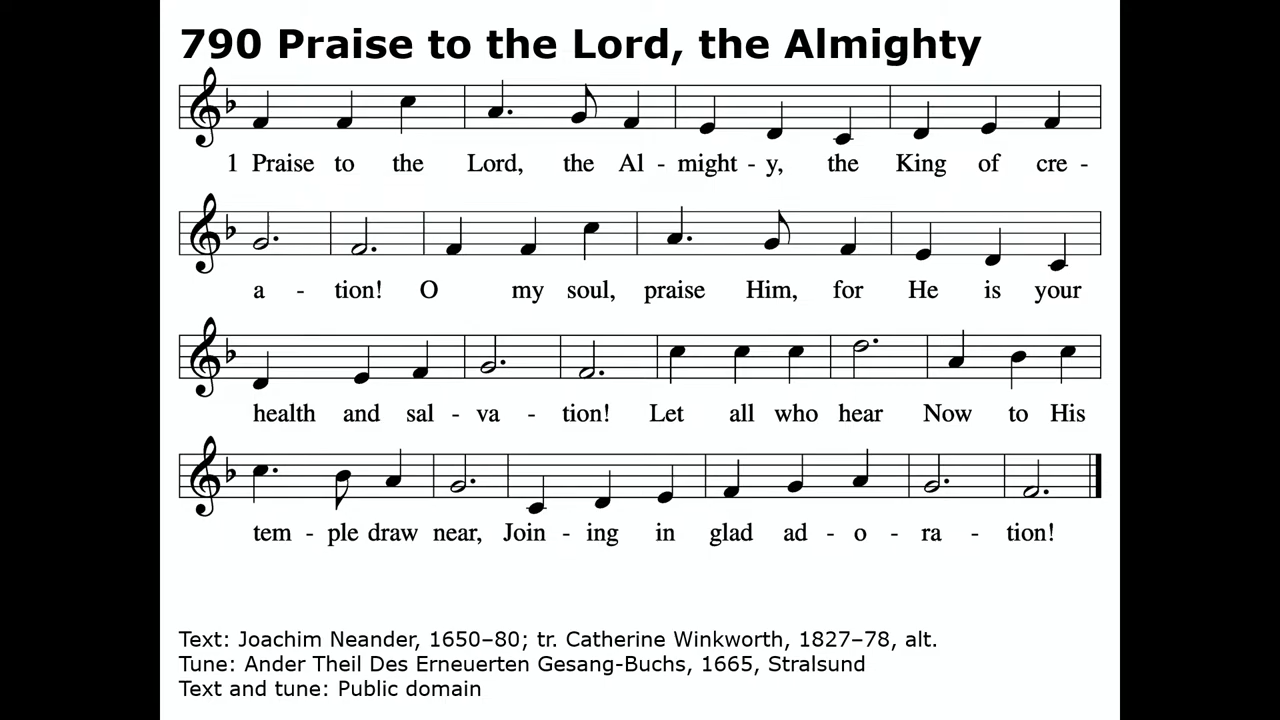 790 Praise to the Lord, the Almighty
1 Praise to the Lord, the Al - might - y, the King of cre -
a - tion! O my soul, praise Him, for He is your
health and sal - va - tion! Let all who hear Now to His
tem - ple draw near, Join - ing in glad ad - o - ra - tion!
Text: Joachim Neander, 1650–80; tr. Catherine Winkworth, 1827–78, alt.
Tune: Ander Theil Des Erneuerten Gesang-Buchs, 1665, Stralsund
Text and tune: Public domain